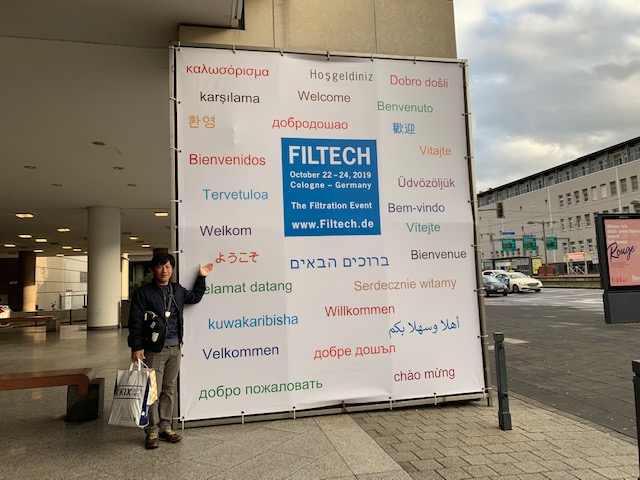 καλωσόρισμα
Hoşgeldiniz
Dobro došli
karşılama
Welcome
Benvenuto
환영
добродошао
歡迎
Bienvenidos
FILTECH
October 22–24, 2019
Cologne – Germany
The Filtration Event
www.Filtech.de
Vitajte
Tervetuloa
Üdvözöljük
Bem-vindo
Welkom
Vítejte
ようこそ
ברוכים הבאים
Bienvenue
elamat datang
Serdecznie witamy
kuwakaribisha
Willkommen
أهلا وسهلا بكم
Velkommen
добре дошъл
добро пожаловать
chào mừng
KIX
Rouge